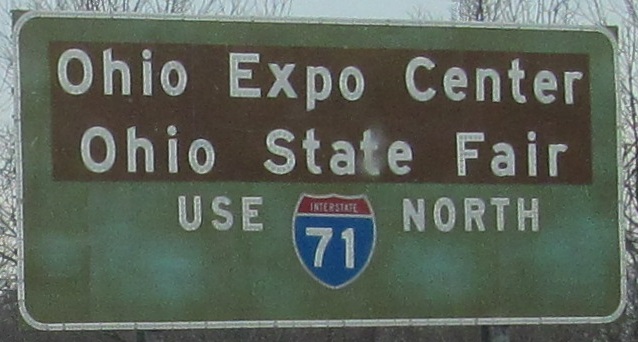 Ohio Expo Center
Ohio State Fair
USE INTERSTATE 71 NORTH